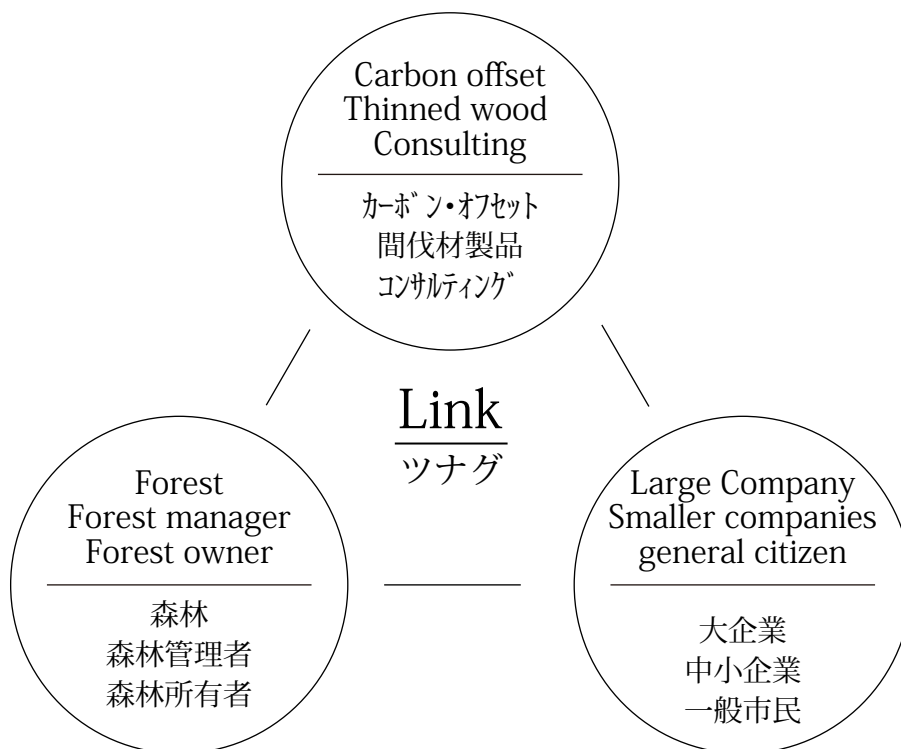 Carbon offset
Thinned wood
Consulting
カーボン・オフセット
間伐材製品
コンサルティング
Link
ツナグ
Forest
Forest manager
Forest owner
森林
森林管理者
森林所有者
Large Company
Smaller companies
general citizen
大企業
中小企業
一般市民